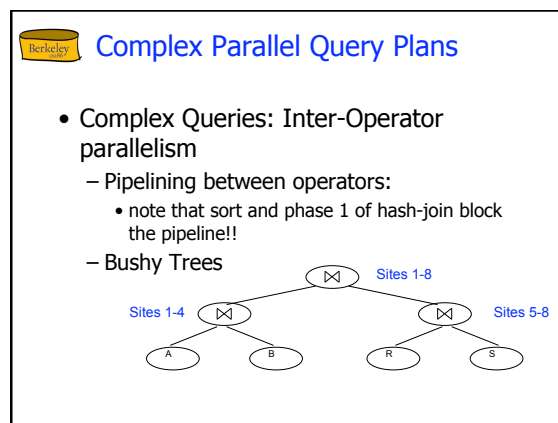 Berkeley
cs186
Complex Parallel Query Plans
• Complex Queries: Inter-Operator
parallelism
– Pipelining between operators:
• note that sort and phase 1 of hash-join block
the pipeline!!
– Bushy Trees
⋈ Sites 1-8
Sites 1-4 ⋈ ⋈ Sites 5-8
A B R S